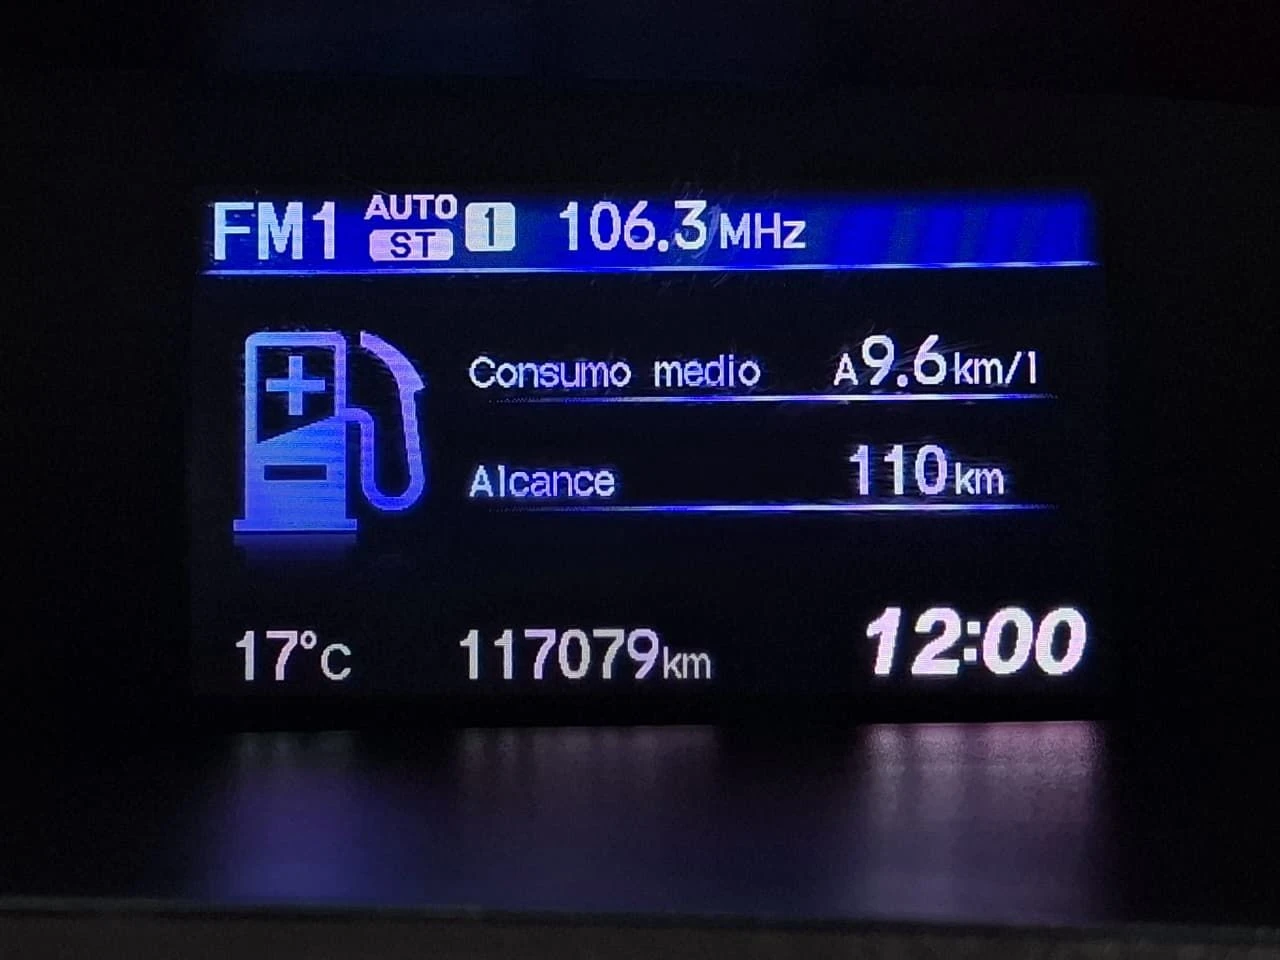 FM1 AUTO ST 1 106.3MHz
Consumo medio A9.6km/l
Alcance 110km
17°C 117079km 12:00